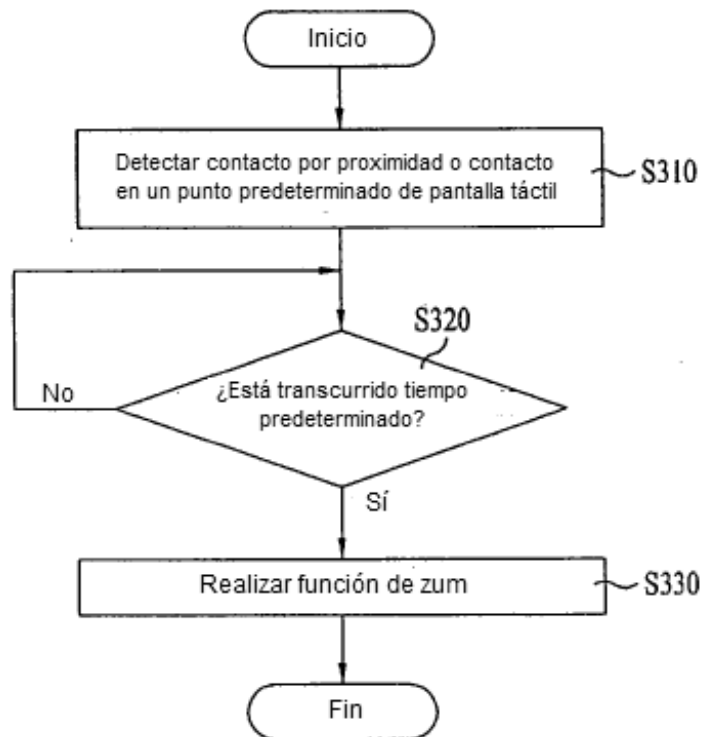 Inicio
Detectar contacto por proximidad o contacto
en un punto predeterminado de pantalla táctil
S310
S320
¿Está transcurrido tiempo
predeterminado?
No
Sí
Realizar función de zum
S330
Fin